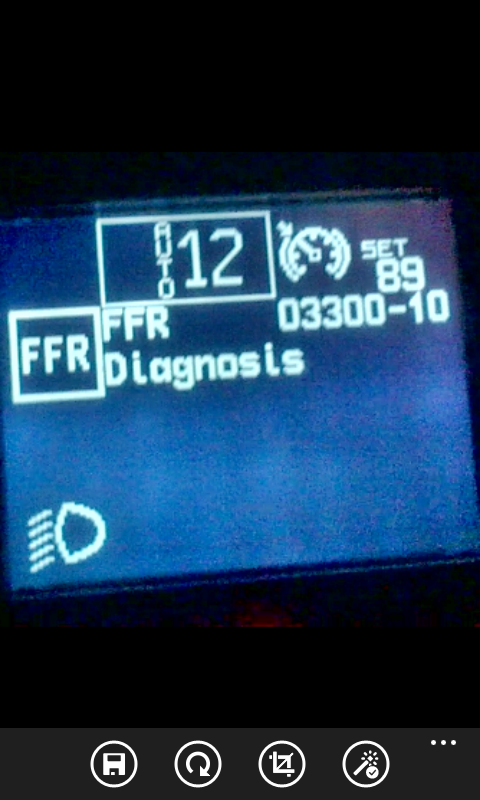 AUTO 12 SET
89
FFR FFR 03300-10
Diagnosis